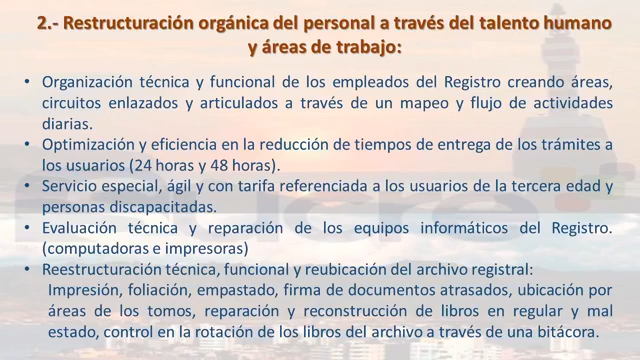 2.- Restructuración orgánica del personal a través del talento humano
y áreas de trabajo:
• Organización técnica y funcional de los empleados del Registro creando áreas,
circuitos enlazados y articulados a través de un mapeo y flujo de actividades
diarias.
• Optimización y eficiencia en la reducción de tiempos de entrega de los trámites a
los usuarios (24 horas y 48 horas).
• Servicio especial, ágil y con tarifa referenciada a los usuarios de la tercera edad y
personas discapacitadas.
• Evaluación técnica y reparación de los equipos informáticos del Registro.
(computadoras e impresoras)
• Reestructuración técnica, funcional y reubicación del archivo registral:
Impresión, foliación, empastado, firma de documentos atrasados, ubicación por
áreas de los tomos, reparación y reconstrucción de libros en regular y mal
estado, control en la rotación de los libros del archivo a través de una bitácora.